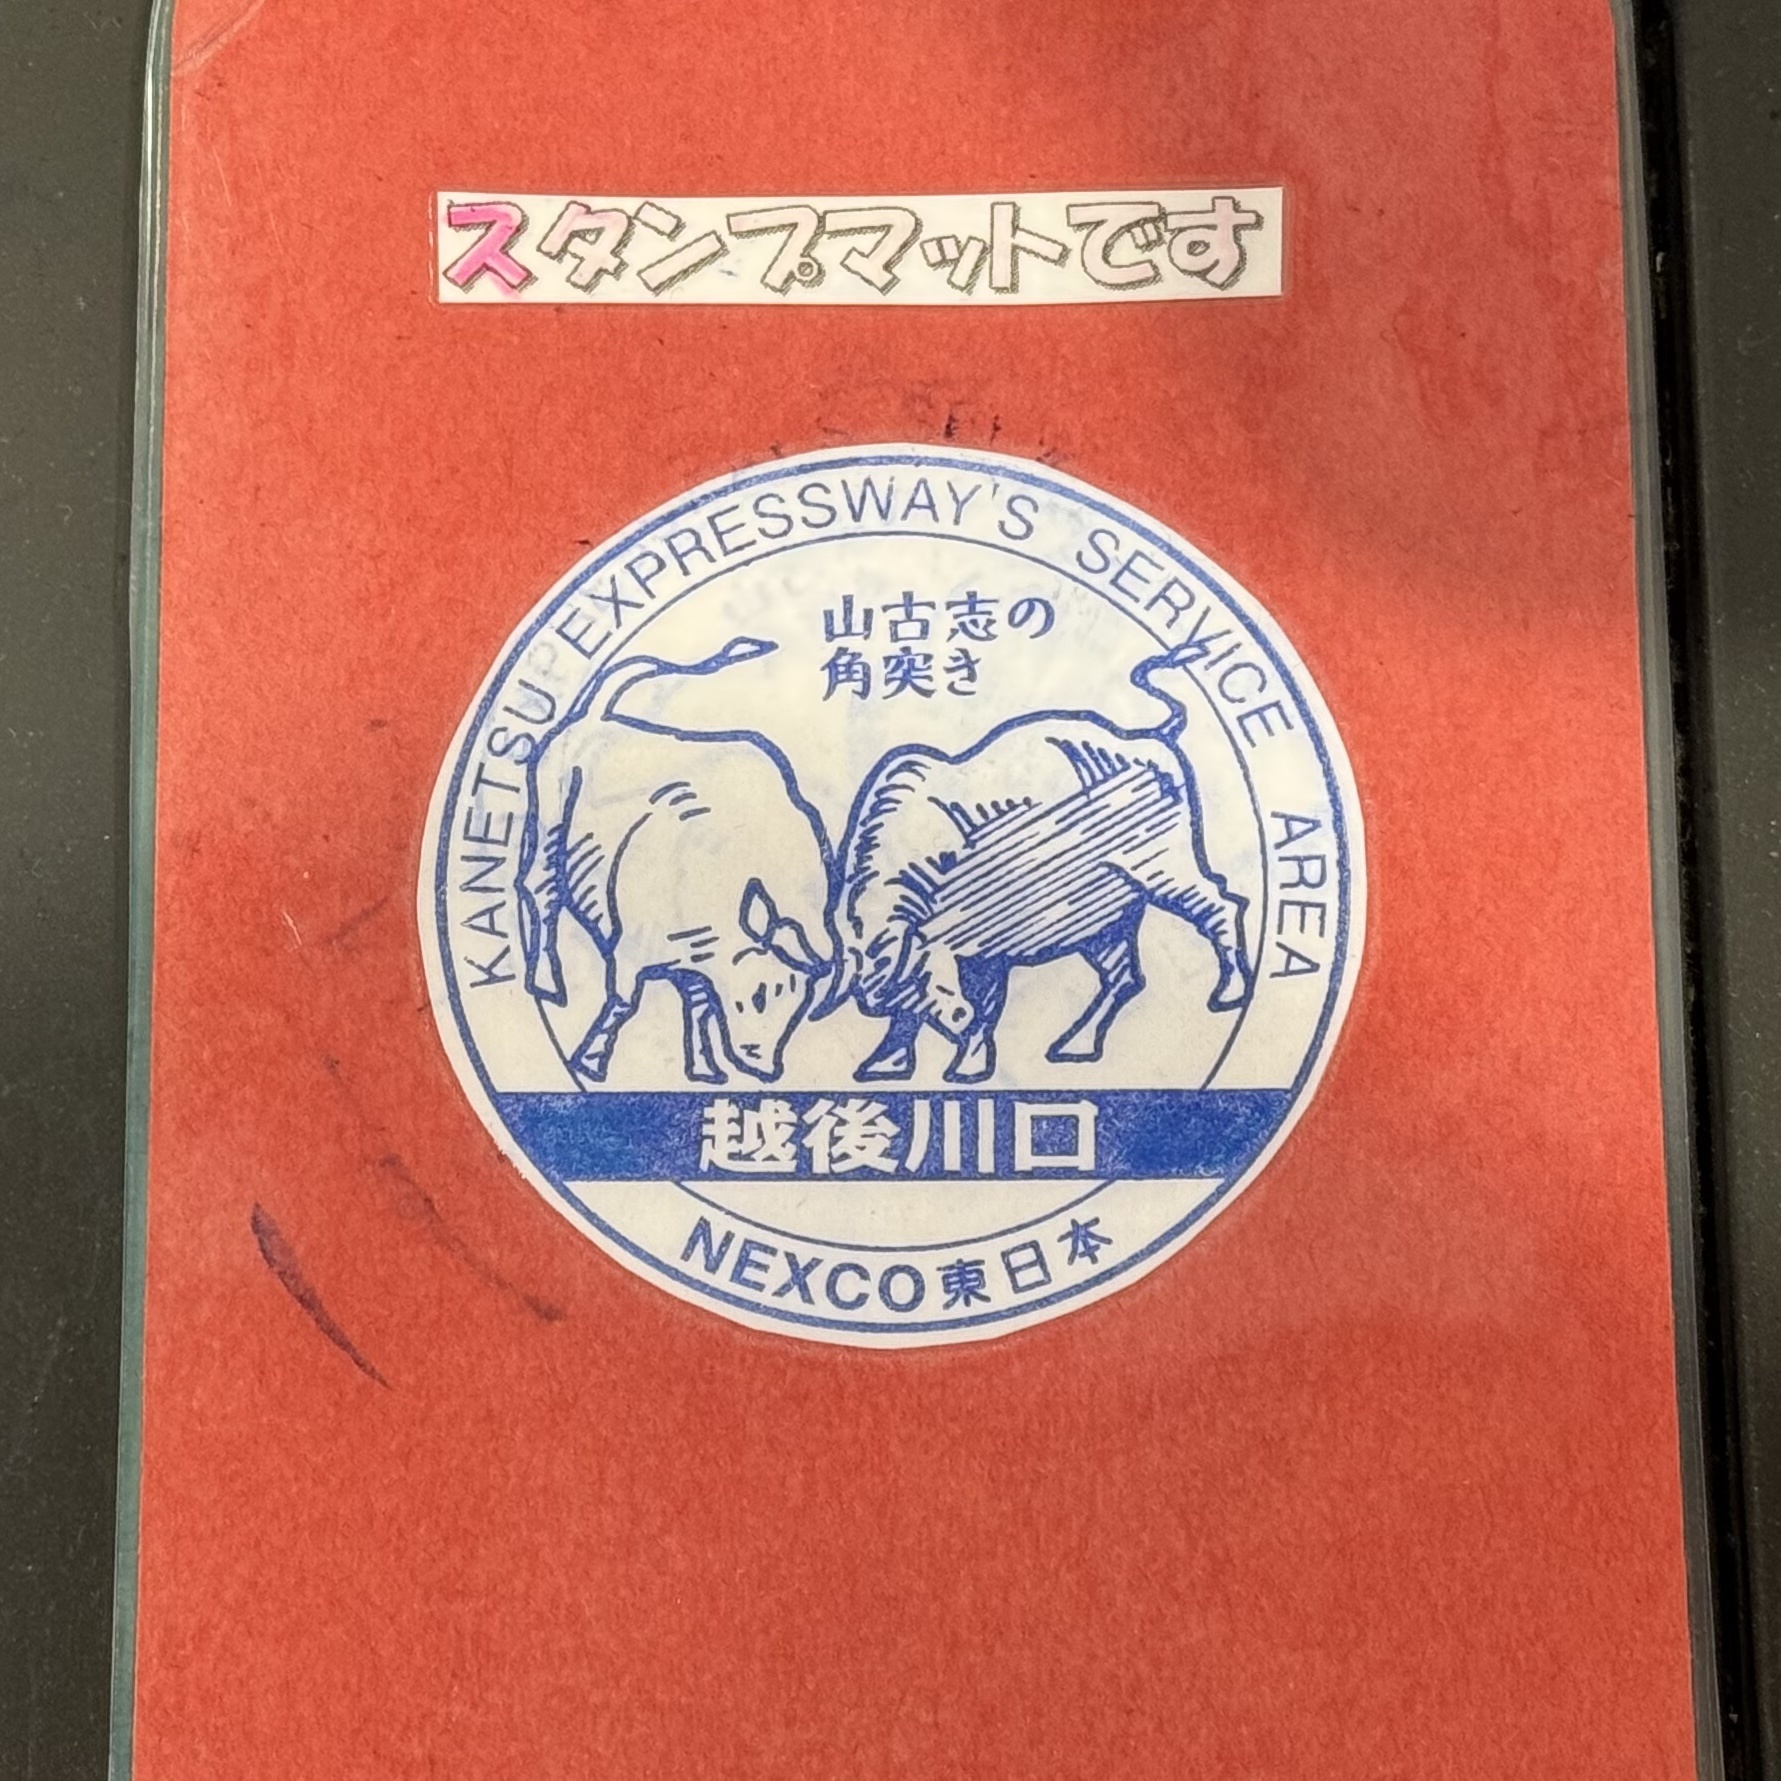 スタンプマットです
KANETSU EXPRESSWAY'S SERVICE AREA
山古志の
角突き
越後川口
NEXCO東日本